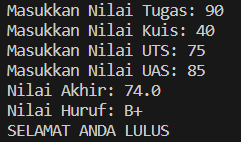 Masukkan Nilai Tugas: 90
Masukkan Nilai Kuis: 40
Masukkan Nilai UTS: 75
Masukkan Nilai UAS: 85
Nilai Akhir: 74.0
Nilai Huruf: B+
SELAMAT ANDA LULUS